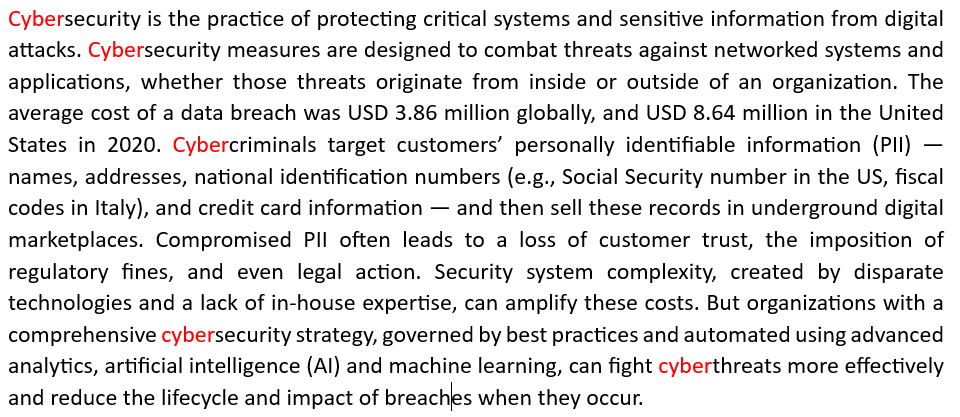 Cybersecurity is the practice of protecting critical systems and sensitive information from digital
attacks. Cybersecurity measures are designed to combat threats against networked systems and
applications, whether those threats originate from inside or outside of an organization. The
average cost of a data breach was USD 3.86 million globally, and USD 8.64 million in the United
States in 2020. Cybercriminals target customers’ personally identifiable information (PII) —
names, addresses, national identification numbers (e.g., Social Security number in the US, fiscal
codes in Italy), and credit card information — and then sell these records in underground digital
marketplaces. Compromised PII often leads to a loss of customer trust, the imposition of
regulatory fines, and even legal action. Security system complexity, created by disparate
technologies and a lack of in-house expertise, can amplify these costs. But organizations with a
comprehensive cybersecurity strategy, governed by best practices and automated using advanced
analytics, artificial intelligence (AI) and machine learning, can fight cyberthreats more effectively
and reduce the lifecycle and impact of breaches when they occur.